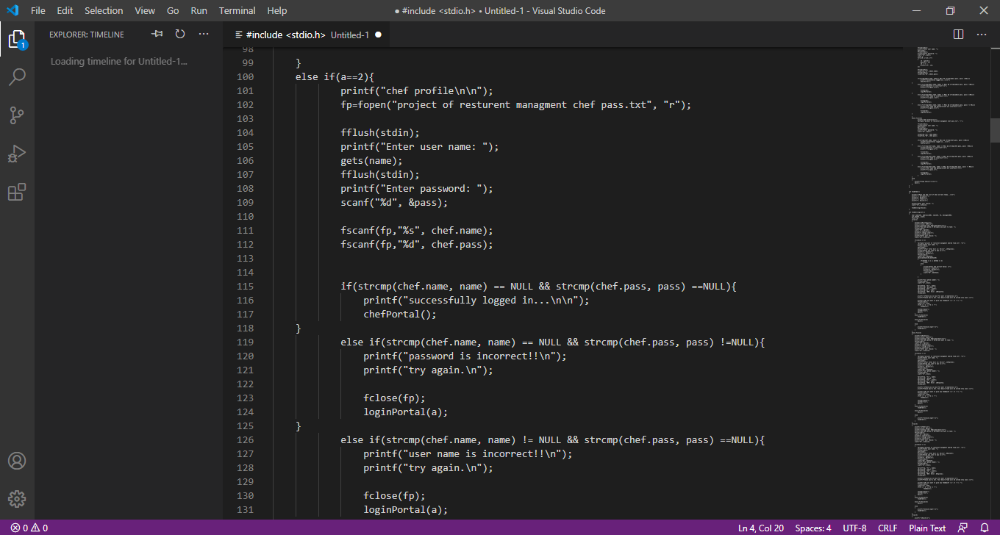 File Edit Selection View Go Run Terminal Help ● #include <stdio.h> • Untitled-1 - Visual Studio Code
EXPLORER: TIMELINE
#include <stdio.h> Untitled-1 ●
1
Loading timeline for Untitled-1...
98
99 }
100 else if(a==2){
101 printf("chef profile\n\n");
102 fp=fopen("project of resturent managment chef pass.txt", "r");
103
104 fflush(stdin);
105 printf("Enter user name: ");
106 gets(name);
107 fflush(stdin);
108 printf("Enter password: ");
109 scanf("%d", &pass);
110
111 fscanf(fp,"%s", chef.name);
112 fscanf(fp,"%d", chef.pass);
113
114
115 if(strcmp(chef.name, name) == NULL && strcmp(chef.pass, pass) ==NULL){
116 printf("successfully logged in...\n\n");
117 chefPortal();
118 }
119 else if(strcmp(chef.name, name) == NULL && strcmp(chef.pass, pass) !=NULL){
120 printf("password is incorrect!!\n");
121 printf("try again.\n");
122
123 fclose(fp);
124 loginPortal(a);
125 }
126 else if(strcmp(chef.name, name) != NULL && strcmp(chef.pass, pass) ==NULL){
127 printf("user name is incorrect!!\n");
128 printf("try again.\n");
129
130 fclose(fp);
131 loginPortal(a);
0 0 Ln 4, Col 20 Spaces: 4 UTF-8 CRLF Plain Text